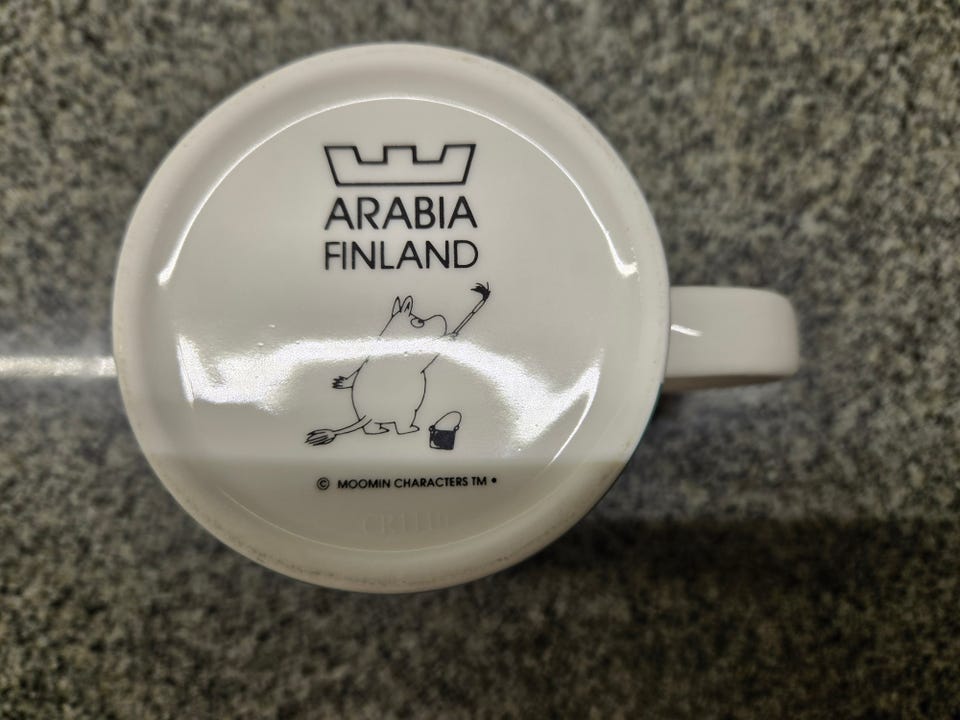 ARABIA
FINLAND
© MOOMIN CHARACTERS TM •